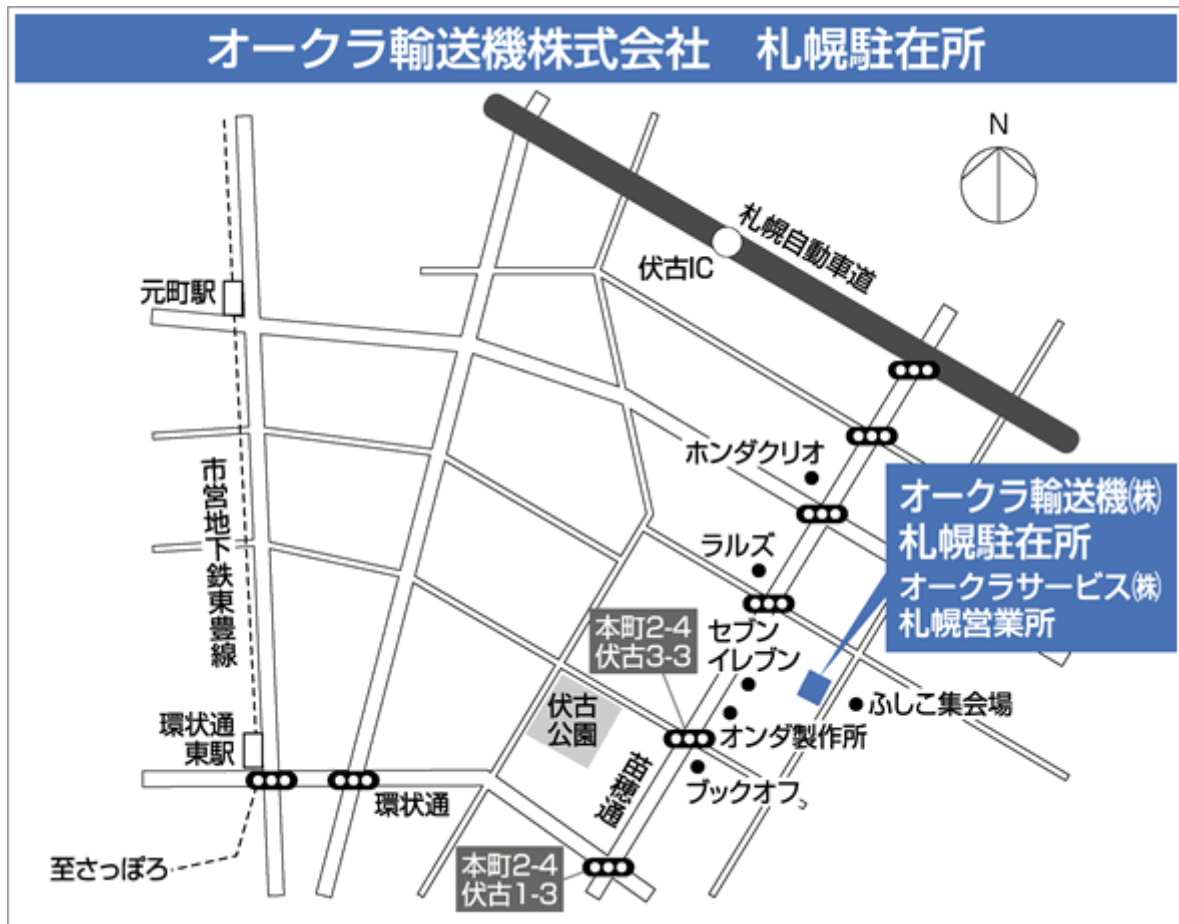 オークラ輸送機株式会社　札幌駐在所
N
札幌自動車道
伏古IC
元町駅
ホンダクリオ
オークラ輸送機㈱
札幌駐在所
オークラサービス㈱
札幌営業所
市営地下鉄東豊線
ラルズ
本町2-4
伏古3-3
セブン
イレブン
ふしこ集会場
伏古
公園
オンダ製作所
環状通
東駅
苗穂通
ブックオフ
環状通
至さっぽろ
本町2-4
伏古1-3